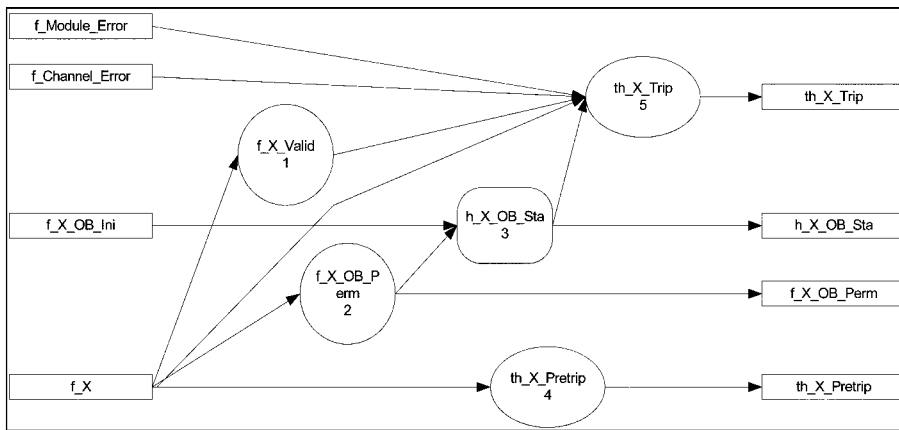 f_Module_Error
f_Channel_Error
th_X_Trip
5
th_X_Trip
f_X_Valid
1
f_X_OB_Ini
h_X_OB_Sta
3
h_X_OB_Sta
f_X_OB_P
erm
2
f_X_OB_Perm
f_X
th_X_Pretrip
4
th_X_Pretrip